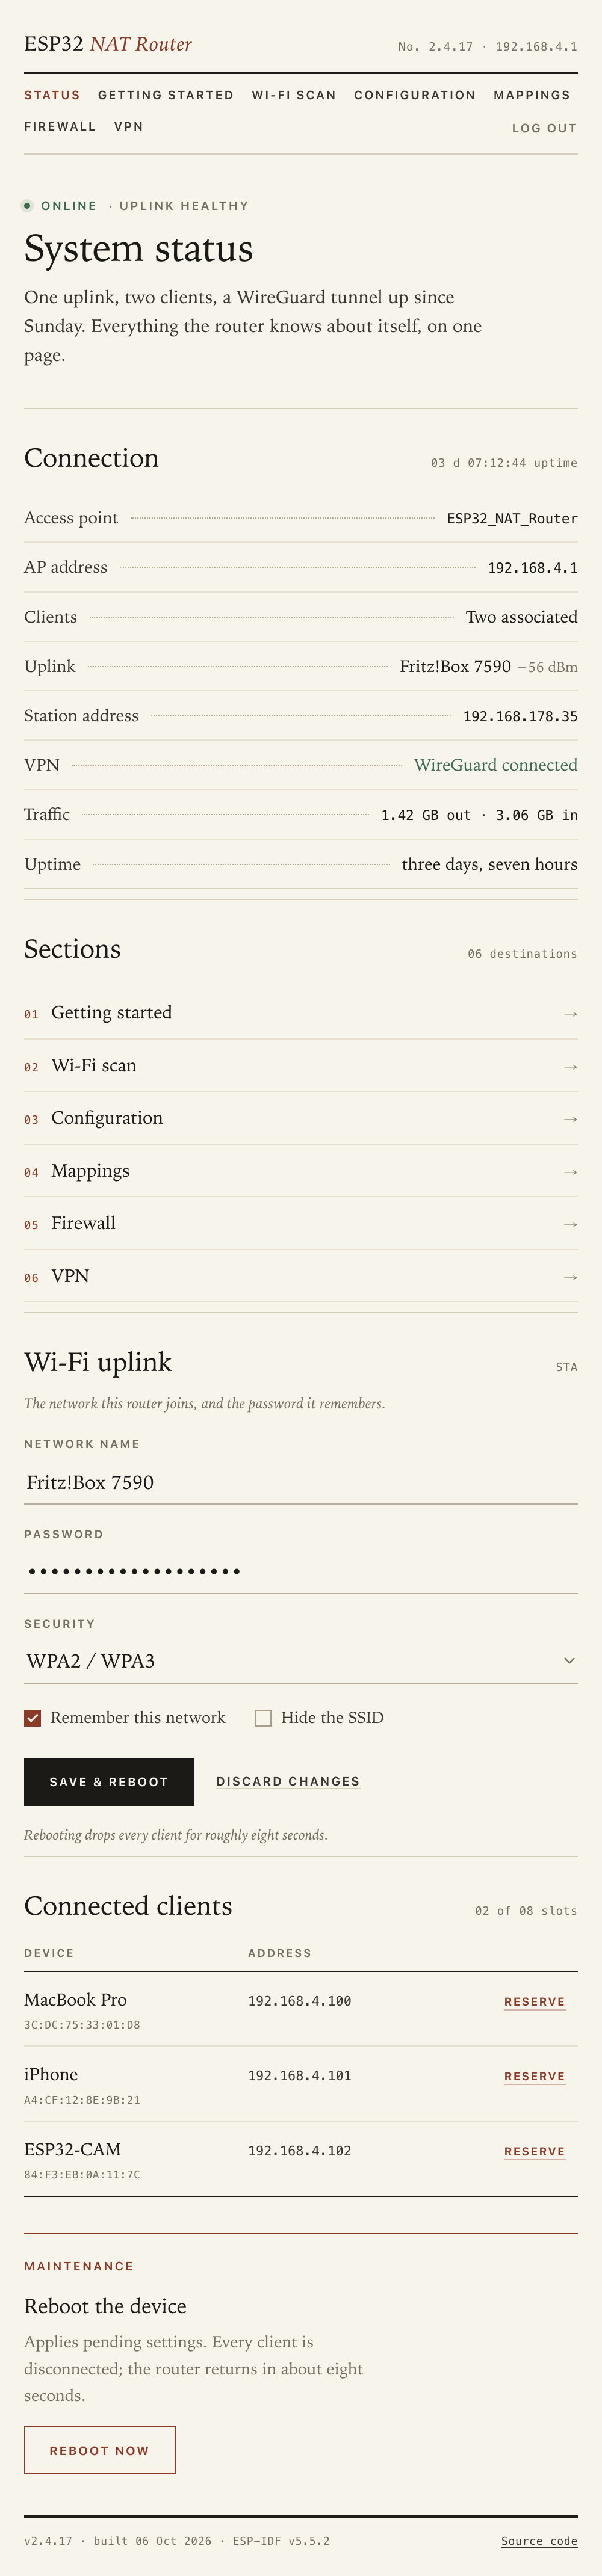 ESP32 NAT Router
No. 2.4.17 · 192.168.4.1
STATUS GETTING STARTED WI-FI SCAN CONFIGURATION MAPPINGS
FIREWALL VPN
LOG OUT
ONLINE · UPLINK HEALTHY
System status
One uplink, two clients, a WireGuard tunnel up since
Sunday. Everything the router knows about itself, on one
page.
Connection
03 d 07:12:44 uptime
Access point ESP32_NAT_Router
AP address 192.168.4.1
Clients Two associated
Uplink Fritz!Box 7590 −56 dBm
Station address 192.168.178.35
VPN WireGuard connected
Traffic 1.42 GB out · 3.06 GB in
Uptime three days, seven hours
Sections
06 destinations
01 Getting started →
02 Wi-Fi scan →
03 Configuration →
04 Mappings →
05 Firewall →
06 VPN →
Wi-Fi uplink
STA
The network this router joins, and the password it remembers.
NETWORK NAME
Fritz!Box 7590
PASSWORD
•••••••••••••••••••
SECURITY
WPA2 / WPA3
Remember this network Hide the SSID
SAVE & REBOOT DISCARD CHANGES
Rebooting drops every client for roughly eight seconds.
Connected clients
02 of 08 slots
DEVICE ADDRESS
MacBook Pro 192.168.4.100 RESERVE
3C:DC:75:33:01:D8
iPhone 192.168.4.101 RESERVE
A4:CF:12:8E:9B:21
ESP32-CAM 192.168.4.102 RESERVE
84:F3:EB:0A:11:7C
MAINTENANCE
Reboot the device
Applies pending settings. Every client is
disconnected; the router returns in about eight
seconds.
REBOOT NOW
v2.4.17 · built 06 Oct 2026 · ESP-IDF v5.5.2
Source code